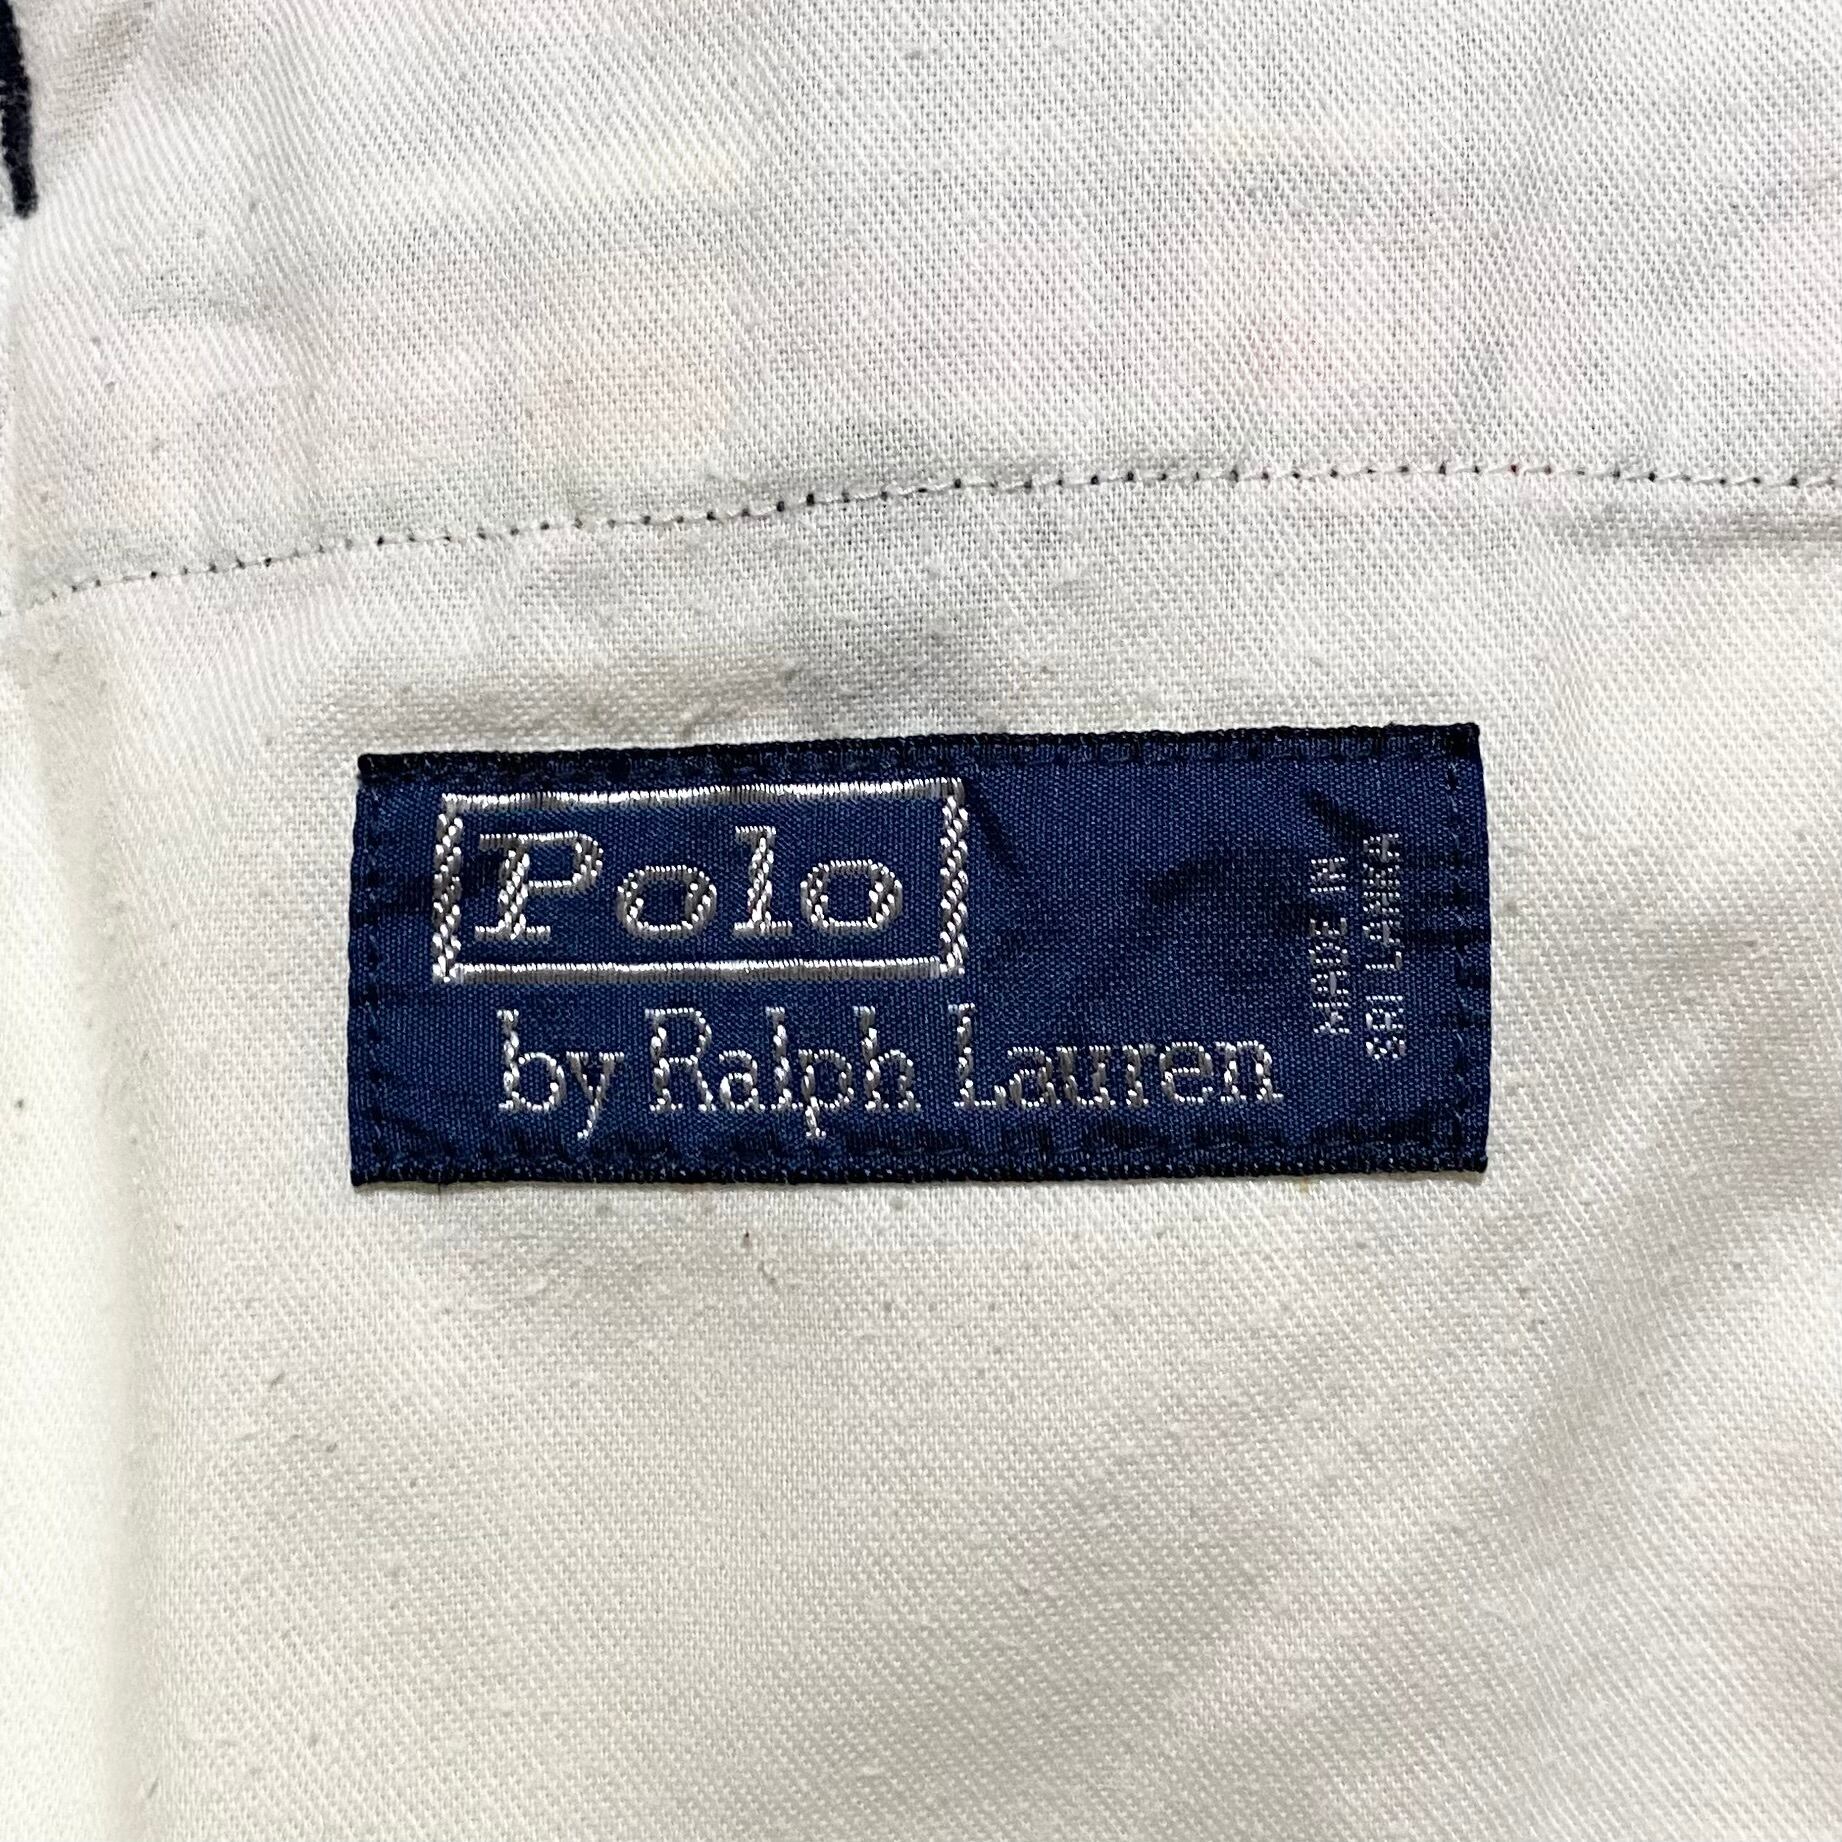 Polo
by Ralph Lauren
MADE IN
SRI LANKA